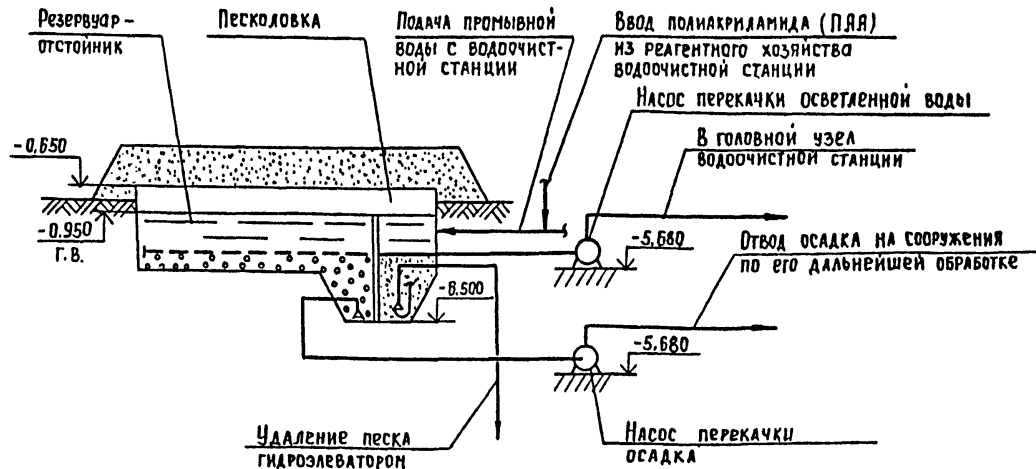 Резервуар-
отстойник
Песколовка
Подача промывной
воды с водоочист-
ной станции
Ввод полиакриламида (ПАА)
из реагентного хозяйства
водоочистной станции
Насос перекачки осветленной воды
В головной узел
водоочистной станции
-0.650
-0.950
Г.В.
-5.680
Отвод осадка на сооружения
по его дальнейшей обработке
-6.500
-5.680
Удаление песка
гидроэлеватором
Насос перекачки
осадка